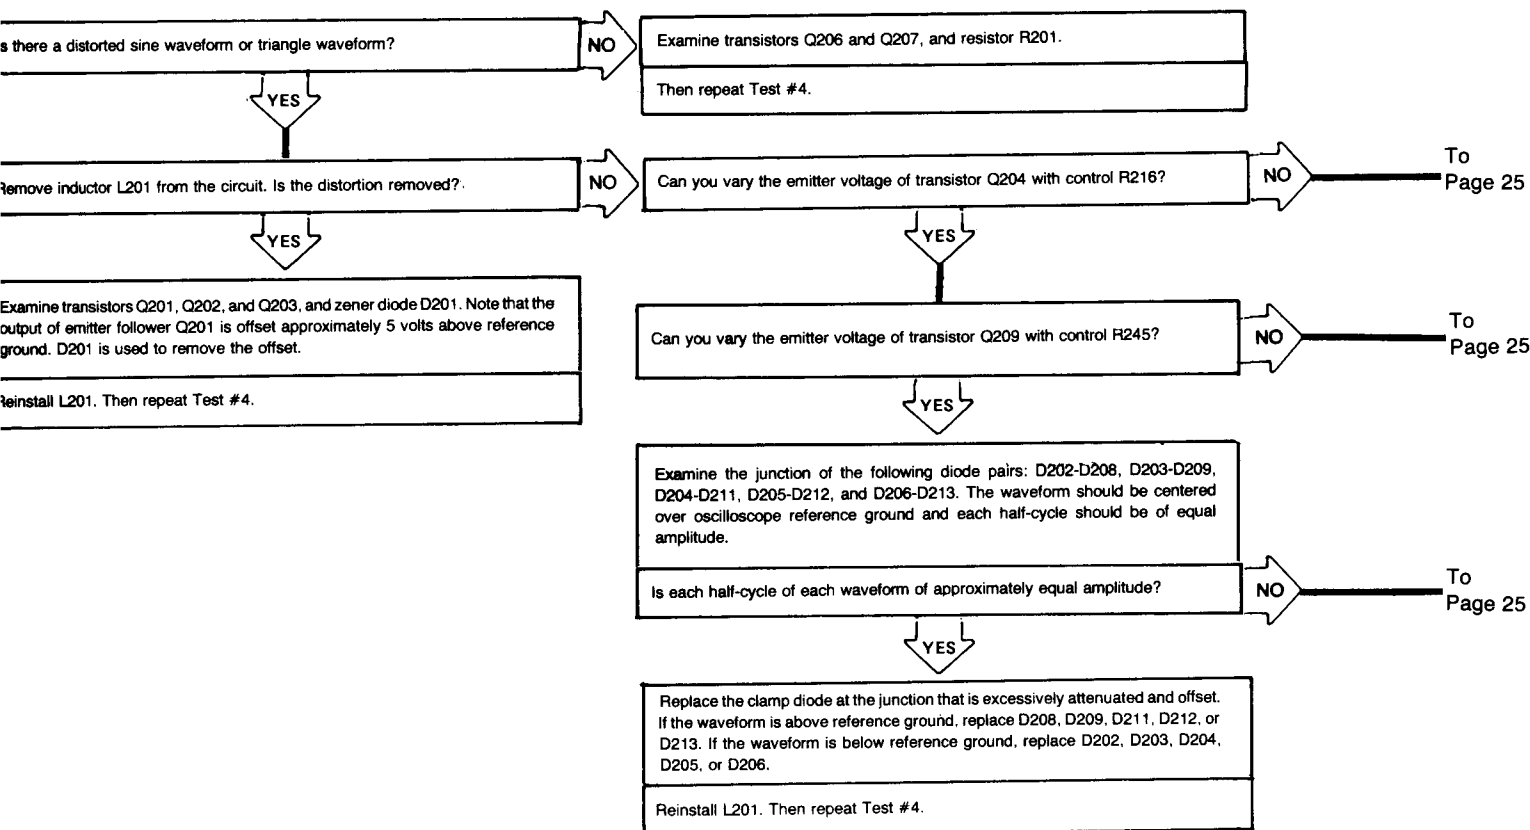 s there a distorted sine waveform or triangle waveform?
NO
Examine transistors Q206 and Q207, and resistor R201.
Then repeat Test #4.
YES
Remove inductor L201 from the circuit. Is the distortion removed?
NO
Can you vary the emitter voltage of transistor Q204 with control R216?
NO
To
Page 25
YES
Examine transistors Q201, Q202, and Q203, and zener diode D201. Note that the
output of emitter follower Q201 is offset approximately 5 volts above reference
ground. D201 is used to remove the offset.
Reinstall L201. Then repeat Test #4.
YES
Can you vary the emitter voltage of transistor Q209 with control R245?
NO
To
Page 25
YES
Examine the junction of the following diode pairs: D202-D208, D203-D209,
D204-D211, D205-D212, and D206-D213. The waveform should be centered
over oscilloscope reference ground and each half-cycle should be of equal
amplitude.
Is each half-cycle of each waveform of approximately equal amplitude?
NO
To
Page 25
YES
Replace the clamp diode at the junction that is excessively attenuated and offset.
If the waveform is above reference ground, replace D208, D209, D211, D212, or
D213. If the waveform is below reference ground, replace D202, D203, D204,
D205, or D206.
Reinstall L201. Then repeat Test #4.